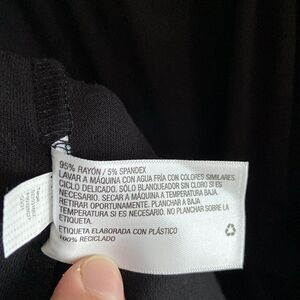 95% RAYÓN / 5% SPANDEX
LAVAR A MÁQUINA CON AGUA FRÍA CON COLORES SIMILARES.
CICLO DELICADO. SÓLO BLANQUEADOR SIN CLORO SI ES
NECESARIO. SECAR A MÁQUINA A TEMPERATURA BAJA.
RETIRAR OPORTUNAMENTE. PLANCHAR A BAJA
TEMPERATURA SI ES NECESARIO. NO PLANCHAR SOBRE LA
ETIQUETA.
ETIQUETA ELABORADA CON PLÁSTICO
100% RECICLADO